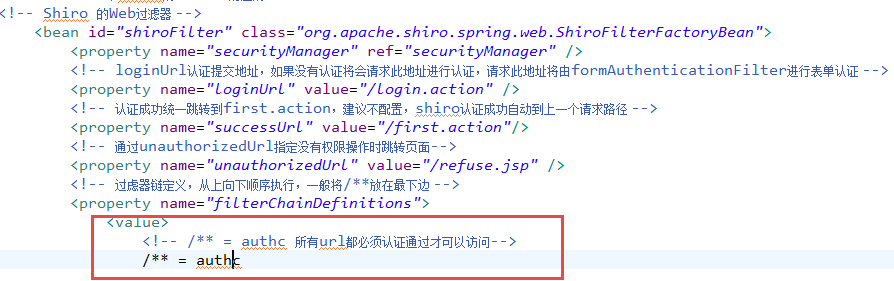 <!-- Shiro 的Web过滤器 -->
<bean id="shiroFilter" class="org.apache.shiro.spring.web.ShiroFilterFactoryBean">
<property name="securityManager" ref="securityManager" />
<!-- loginUrl认证提交地址，如果没有认证将会请求此地址进行认证，请求此地址将由formAuthenticationFilter进行表单认证 -->
<property name="loginUrl" value="/login.action" />
<!-- 认证成功统一跳转到first.action，建议不配置，shiro认证成功自动到上一个请求路径 -->
<property name="successUrl" value="/first.action"/>
<!-- 通过unauthorizedUrl指定没有权限操作时跳转页面-->
<property name="unauthorizedUrl" value="/refuse.jsp" />
<!-- 过虑器链定义，从上向下顺序执行，一般将/**放在最下边 -->
<property name="filterChainDefinitions">
<value>
<!-- /** = authc 所有url都必须认证通过才可以访问-->
/** = authc